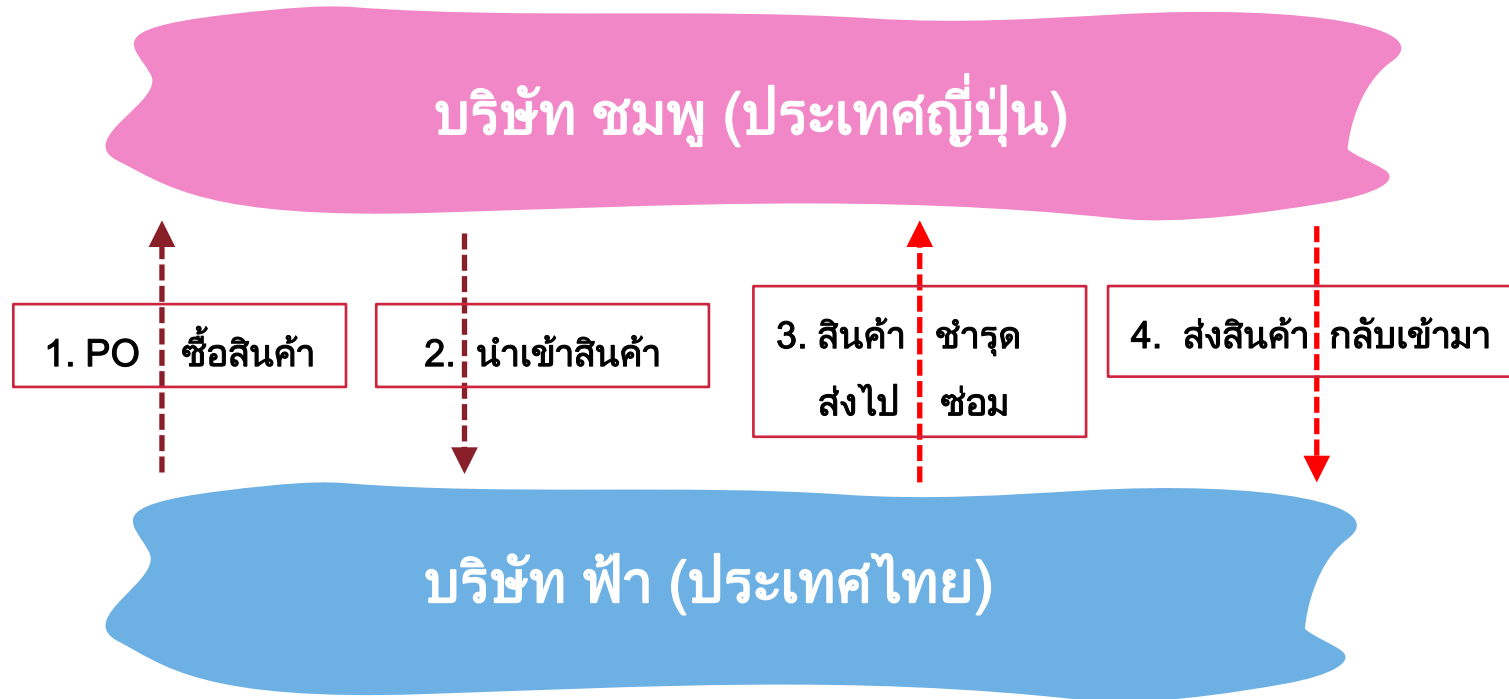 บริษัท ชมพู (ประเทศญี่ปุ่น)
1. PO ซื้อสินค้า
2. นำเข้าสินค้า
3. สินค้า ชำรุด
ส่งไป ซ่อม
4. ส่งสินค้า กลับเข้ามา
บริษัท ฟ้า (ประเทศไทย)